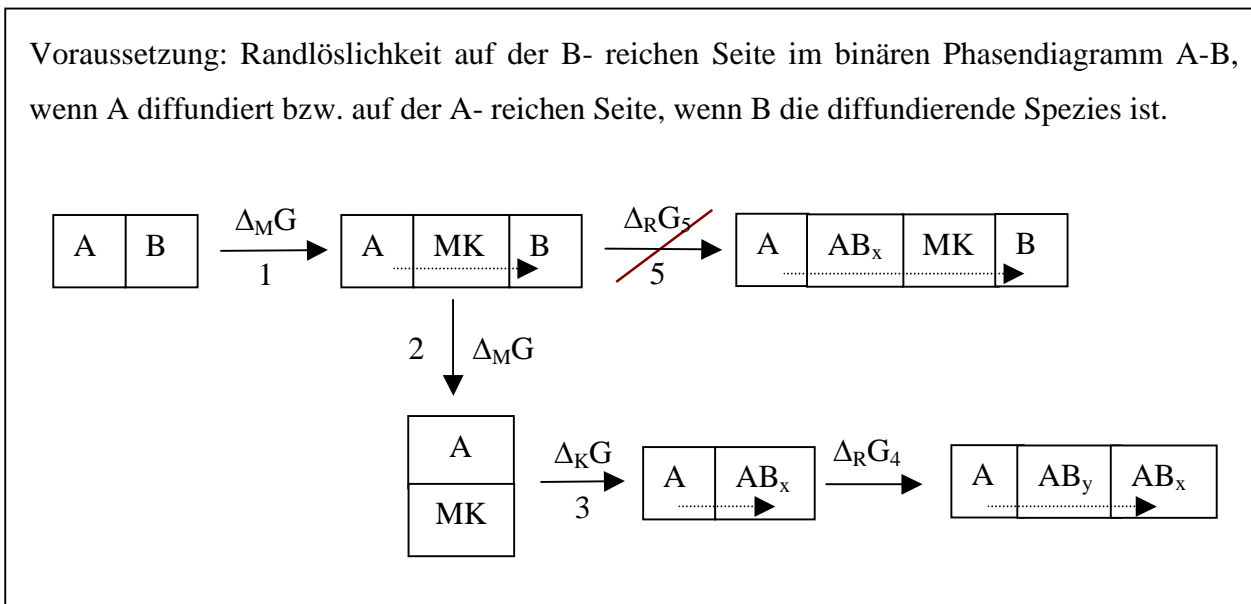 Voraussetzung: Randlöslichkeit auf der B- reichen Seite im binären Phasendiagramm A-B,
wenn A diffundiert bzw. auf der A- reichen Seite, wenn B die diffundierende Spezies ist.
A B
ΔMG
1
A MK B
ΔRG5
5
A ABx MK B
2 ΔMG
A
MK
ΔKG
3
A ABx
ΔRG4
A ABy ABx